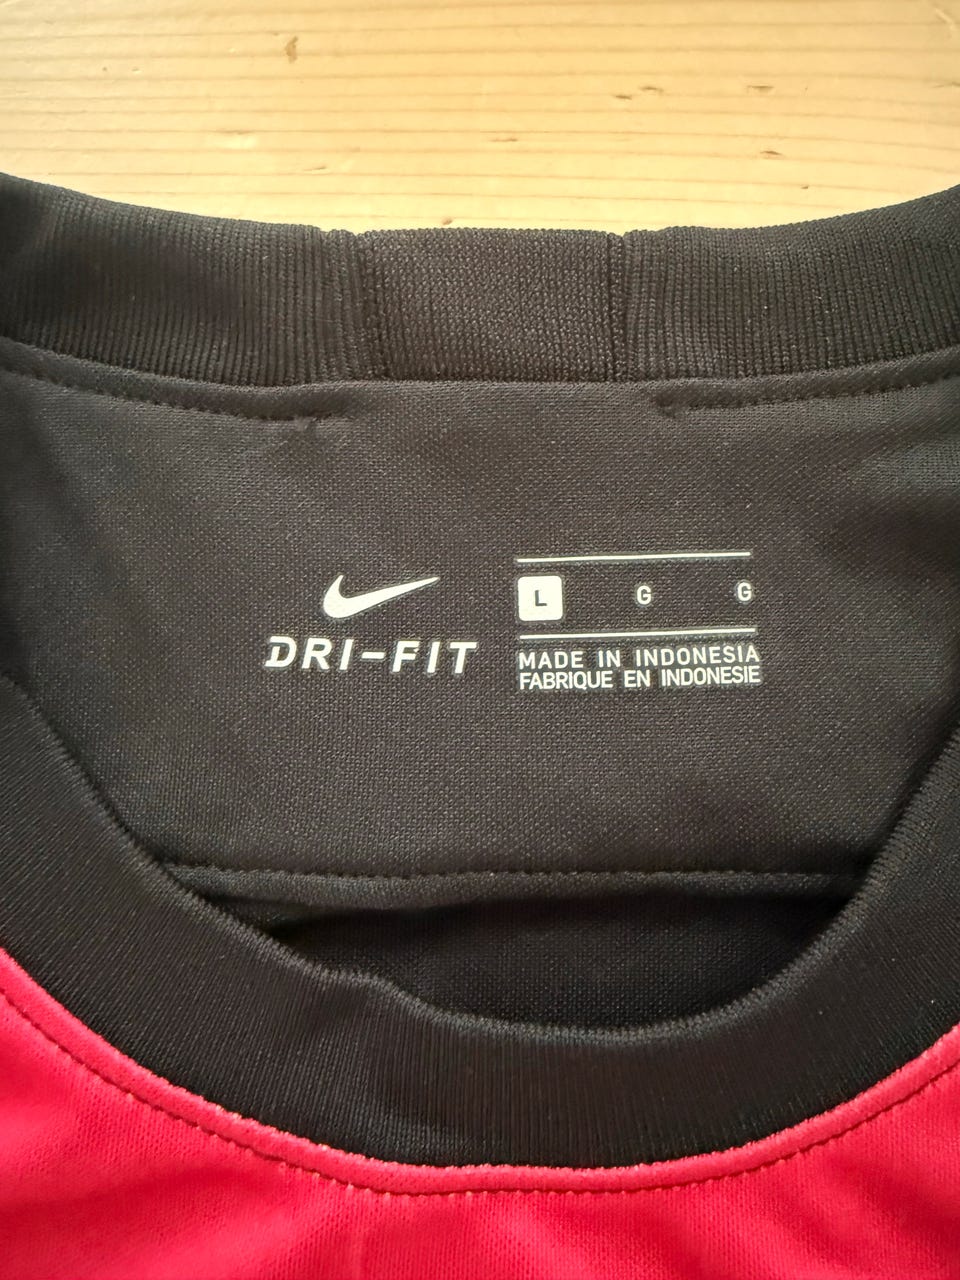 DRI-FIT
L G G
MADE IN INDONESIA
FABRIQUE EN INDONESIE